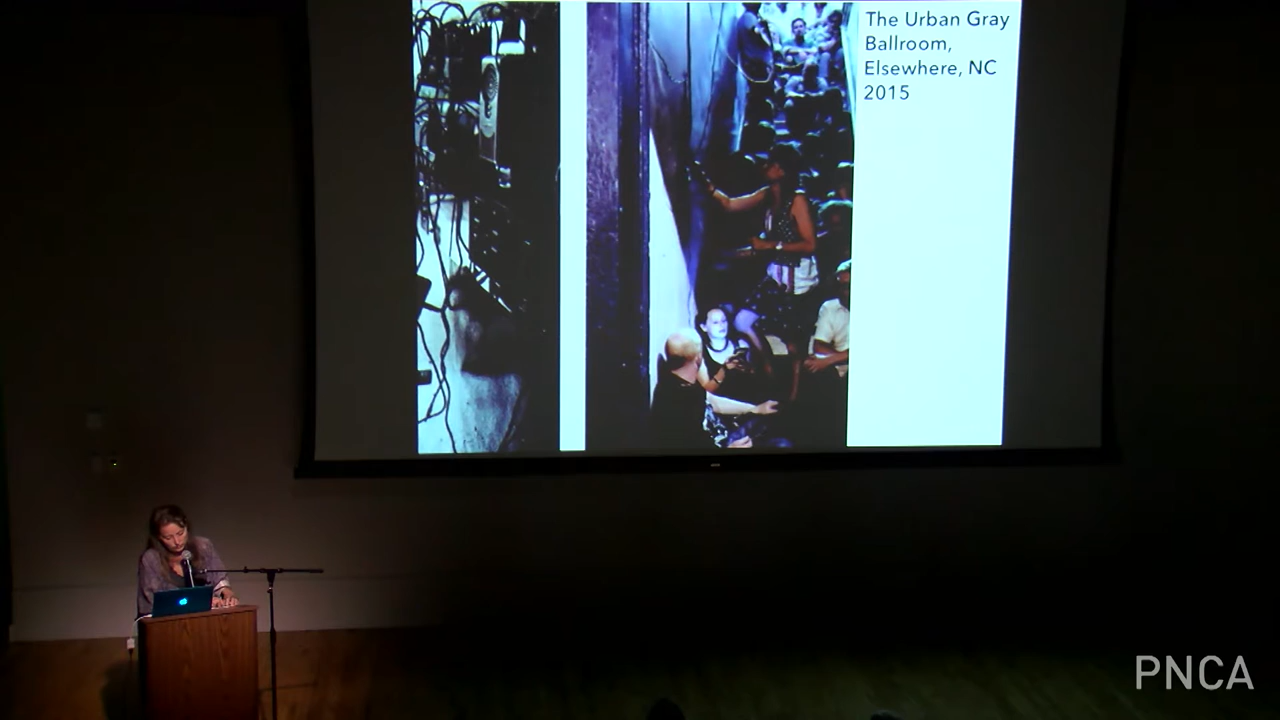 The Urban Gray
Ballroom,
Elsewhere, NC
2015
PNCA